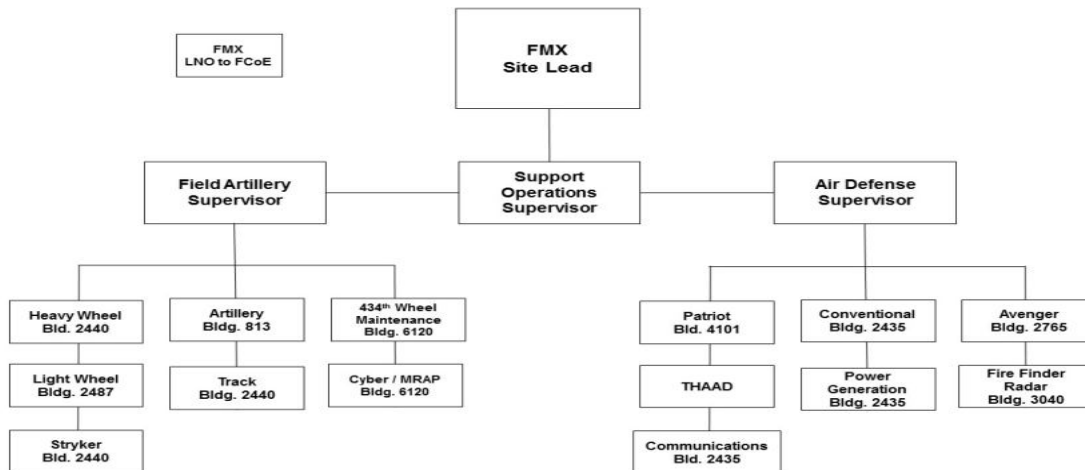 FMX
LNO to FCoE
FMX
Site Lead
Field Artillery
Supervisor
Support
Operations
Supervisor
Air Defense
Supervisor
Heavy Wheel
Bld. 2440
Artillery
Bldg. 813
434th Wheel
Maintenance
Bldg. 6120
Patriot
Bld. 4101
Conventional
Bldg. 2435
Avenger
Bldg. 2765
Light Wheel
Bldg. 2487
Track
Bldg. 2440
Cyber / MRAP
Bldg. 6120
THAAD
Power
Generation
Bldg. 2435
Fire Finder
Radar
Bldg. 3040
Stryker
Bld. 2440
Communications
Bld. 2435